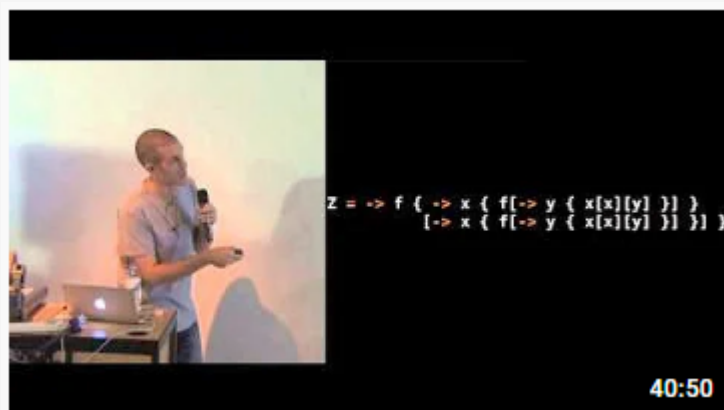 Z = -> f { -> x { f[-> y { x[x][y] }] }
[-> x { f[-> y { x[x][y] }] }] }
40:50